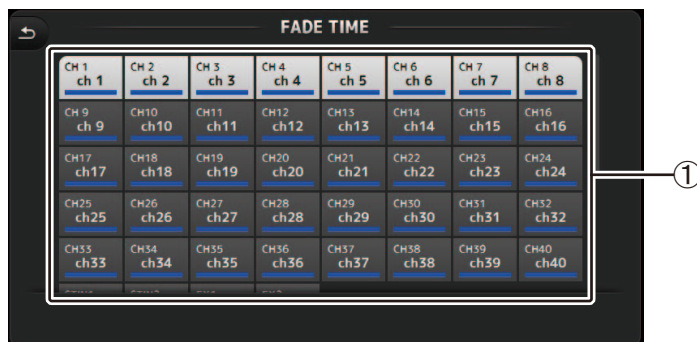 FADE TIME
CH 1 CH 2 CH 3 CH 4 CH 5 CH 6 CH 7 CH 8
ch 1 ch 2 ch 3 ch 4 ch 5 ch 6 ch 7 ch 8
CH 9 CH10 CH11 CH12 CH13 CH14 CH15 CH16
ch 9 ch10 ch11 ch12 ch13 ch14 ch15 ch16
CH17 CH18 CH19 CH20 CH21 CH22 CH23 CH24
ch17 ch18 ch19 ch20 ch21 ch22 ch23 ch24
CH25 CH26 CH27 CH28 CH29 CH30 CH31 CH32
ch25 ch26 ch27 ch28 ch29 ch30 ch31 ch32
CH33 CH34 CH35 CH36 CH37 CH38 CH39 CH40
ch33 ch34 ch35 ch36 ch37 ch38 ch39 ch40
①